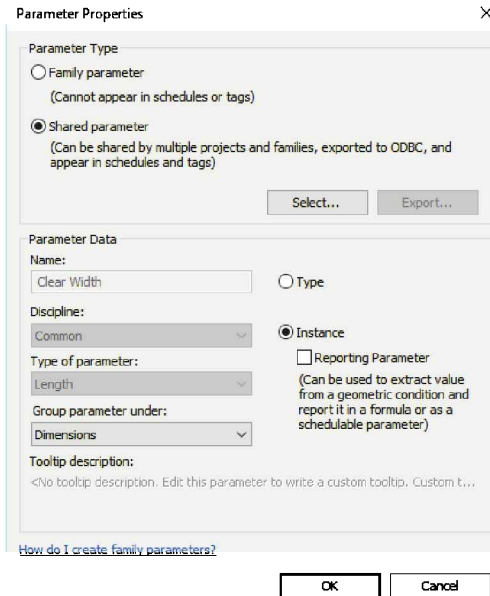 Parameter Properties
Parameter Type
Family parameter
(Cannot appear in schedules or tags)
Shared parameter
(Can be shared by multiple projects and families, exported to ODBC, and
appear in schedules and tags)
Select...
Export...
Parameter Data
Name:
Clear Width
Type
Discipline:
Common
Instance
Type of parameter:
Reporting Parameter
Length
(Can be used to extract value
from a geometric condition and
report it in a formula or as a
schedulable parameter)
Group parameter under:
Dimensions
Tooltip description:
<No tooltip description. Edit this parameter to write a custom tooltip. Custom t...
How do I create family parameters?
OK
Cancel